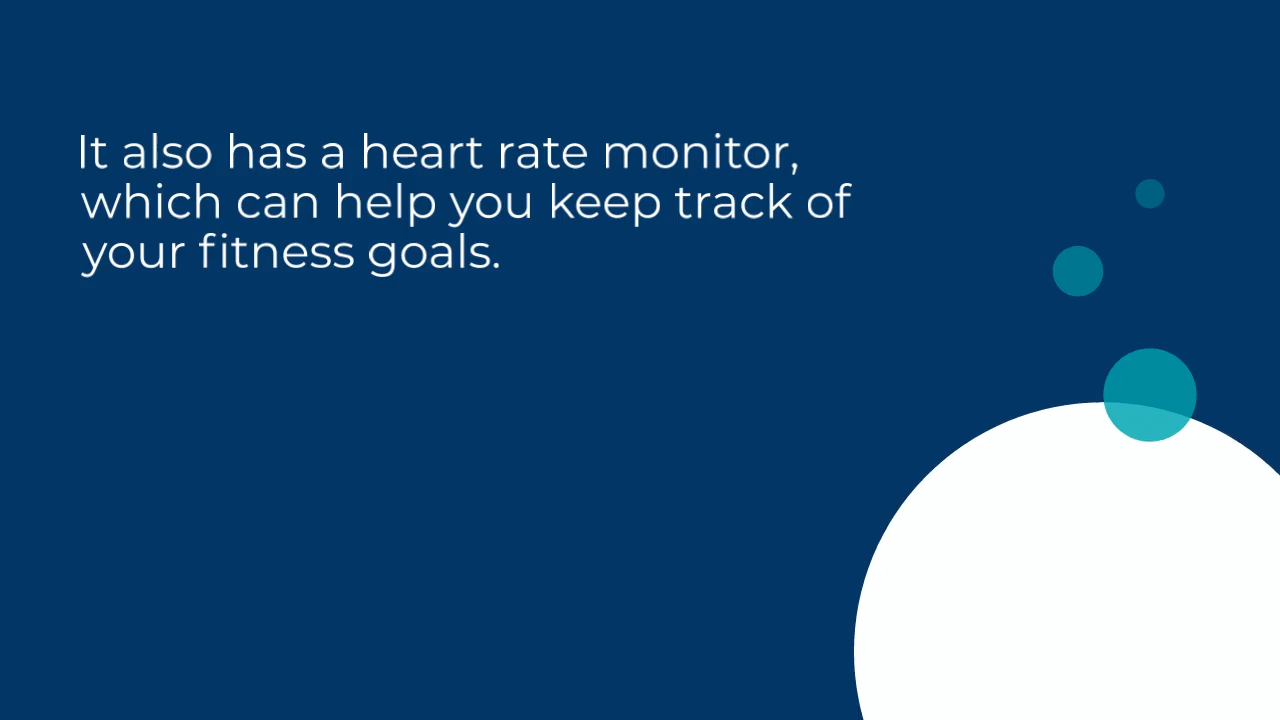 It also has a heart rate monitor,
which can help you keep track of
your fitness goals.